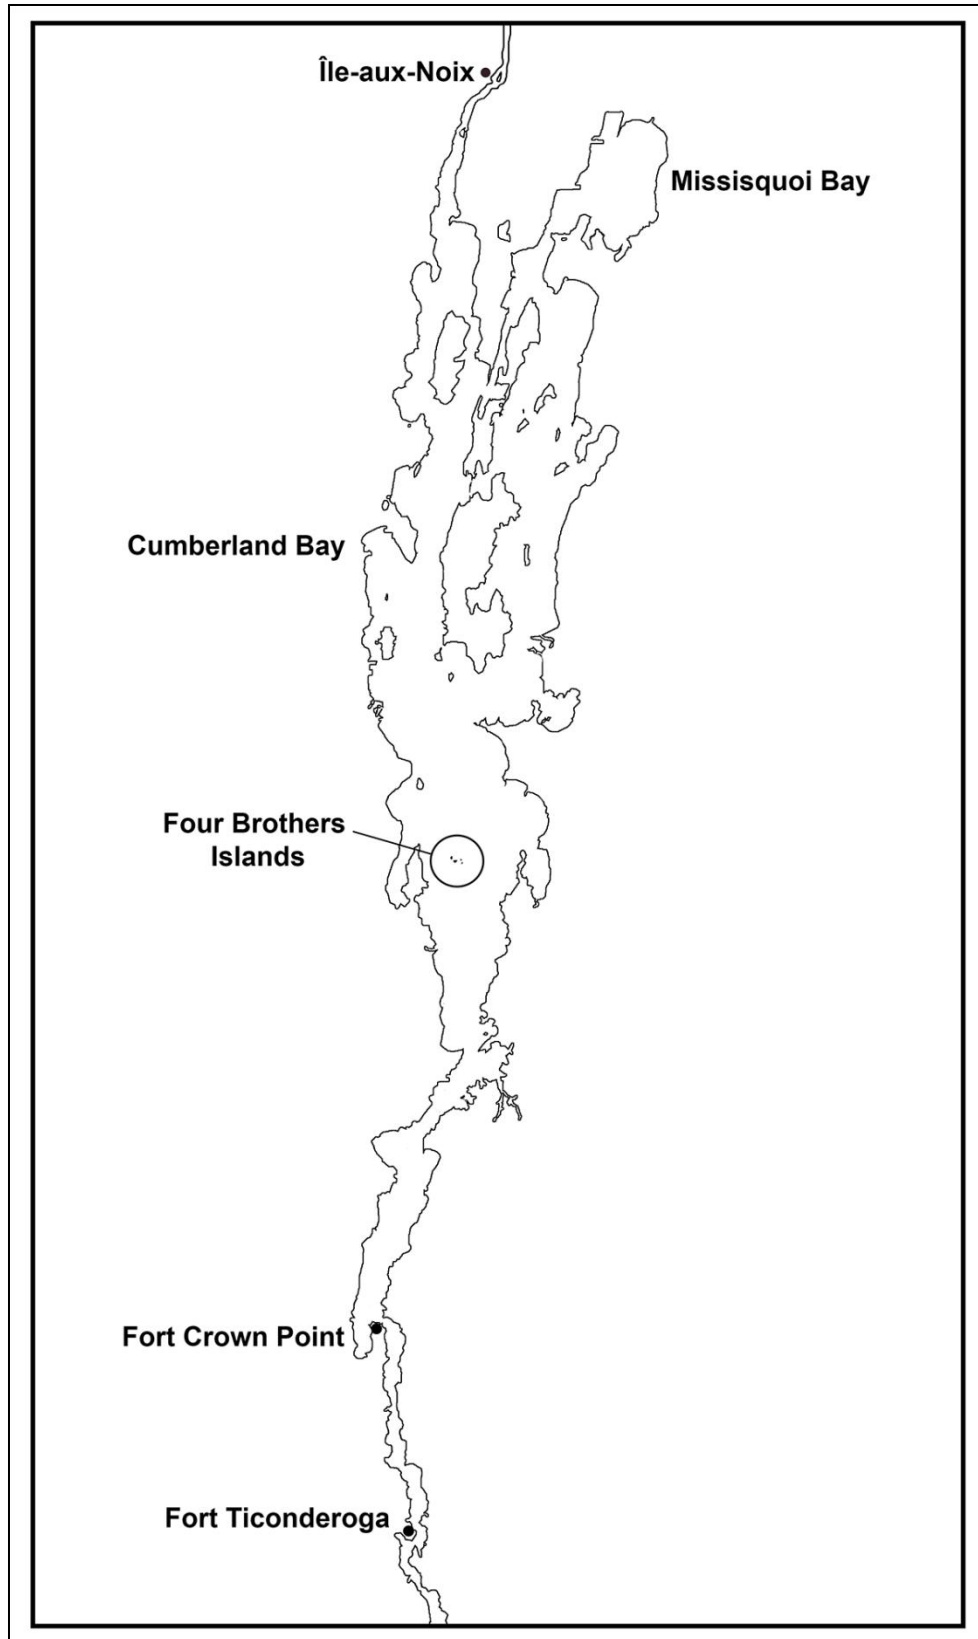 Île-aux-Noix
Missisquoi Bay
Cumberland Bay
Four Brothers
Islands
Fort Crown Point
Fort Ticonderoga